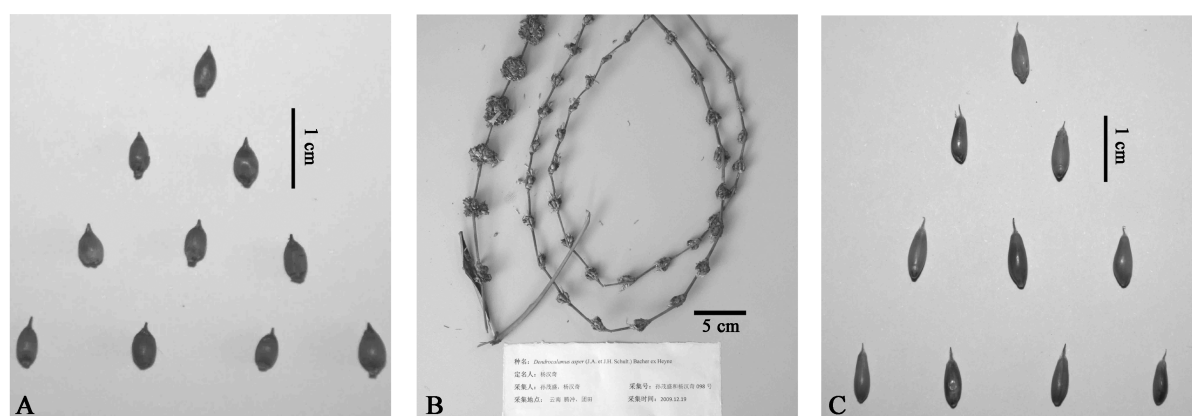 1 cm
A
5 cm
种名：Dendrocalamus asper (J.A. et J.H. Schult.) Backer ex Heyne
定名人：杨汉奇
采集人：孙茂盛，杨汉奇 采集号：孙茂盛和杨汉奇 098 号
采集地点：云南 腾冲，团田 采集时间：2009.12.19
B
1 cm
C